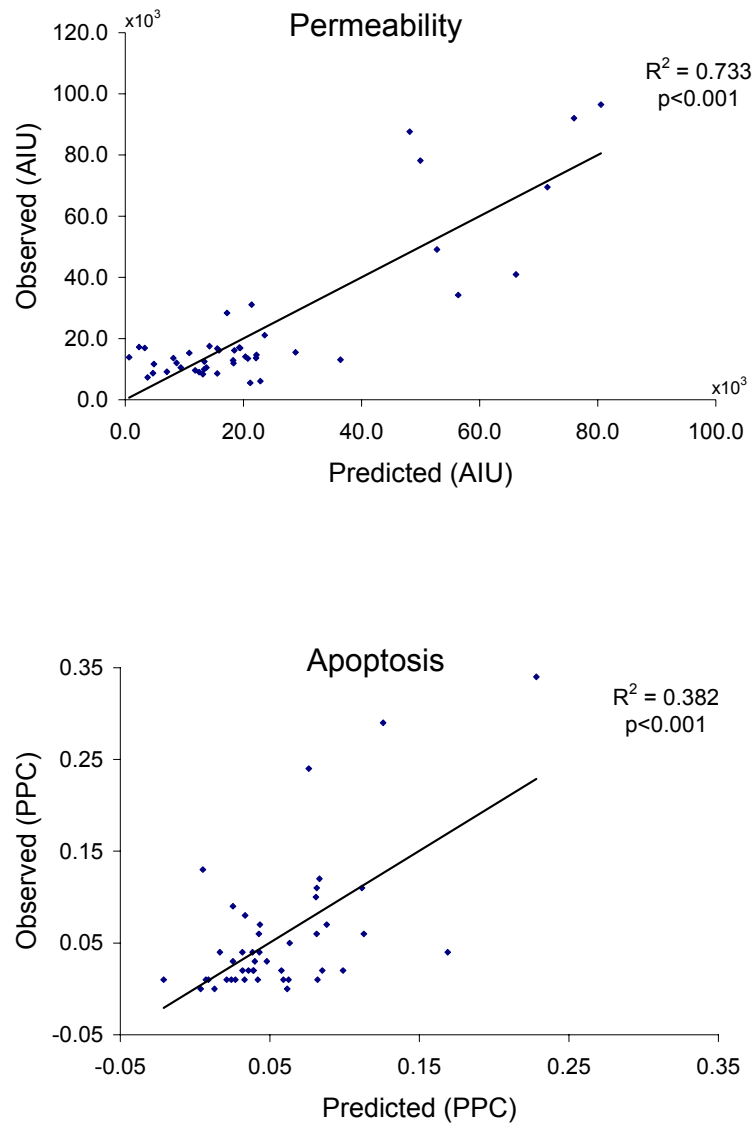 x10³
Permeability
120.0
100.0
80.0
60.0
40.0
20.0
0.0
Observed (AIU)
R² = 0.733
p<0.001
x10³
0.0 20.0 40.0 60.0 80.0 100.0
Predicted (AIU)
Apoptosis
0.35
0.25
0.15
0.05
-0.05
Observed (PPC)
R² = 0.382
p<0.001
-0.05 0.05 0.15 0.25 0.35
Predicted (PPC)